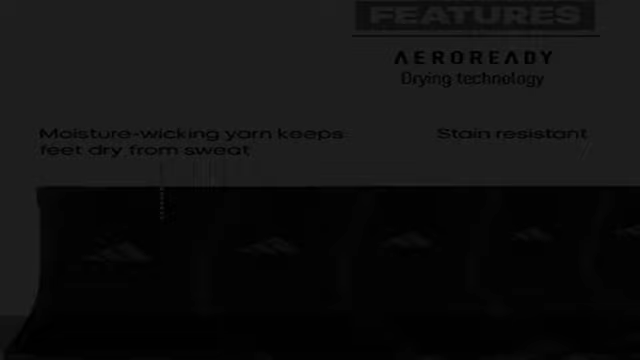 FEATURES
AEROREADY
Drying technology
Moisture-wicking yarn keeps
feet dry from sweat
Stain resistant